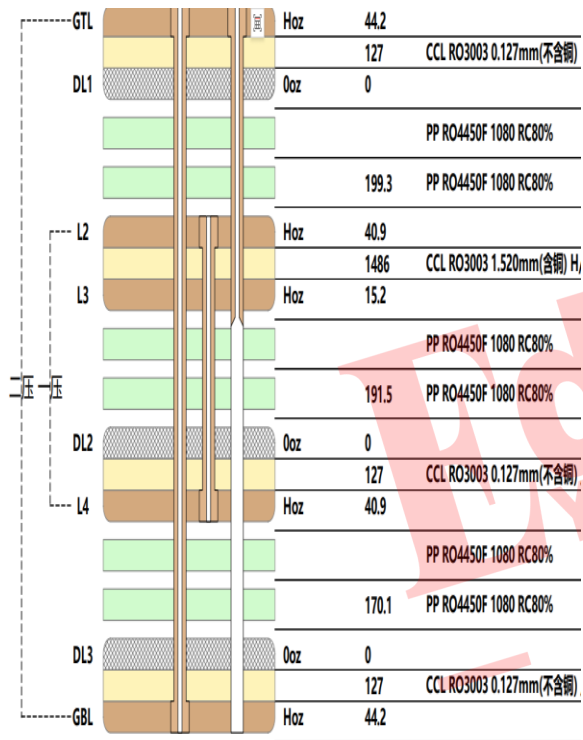 GTL Hoz 44.2
127 CCL RO3003 0.127mm(不含铜)
DL1 0oz 0
PP RO4450F 1080 RC80%
199.3 PP RO4450F 1080 RC80%
L2 Hoz 40.9
1486 CCL RO3003 1.520mm(含铜) H/
L3 Hoz 15.2
PP RO4450F 1080 RC80%
二压 一压 191.5 PP RO4450F 1080 RC80%
DL2 0oz 0
127 CCL RO3003 0.127mm(不含铜)
L4 Hoz 40.9
PP RO4450F 1080 RC80%
170.1 PP RO4450F 1080 RC80%
DL3 0oz 0
127 CCL RO3003 0.127mm(不含铜)
GBL Hoz 44.2
Ed